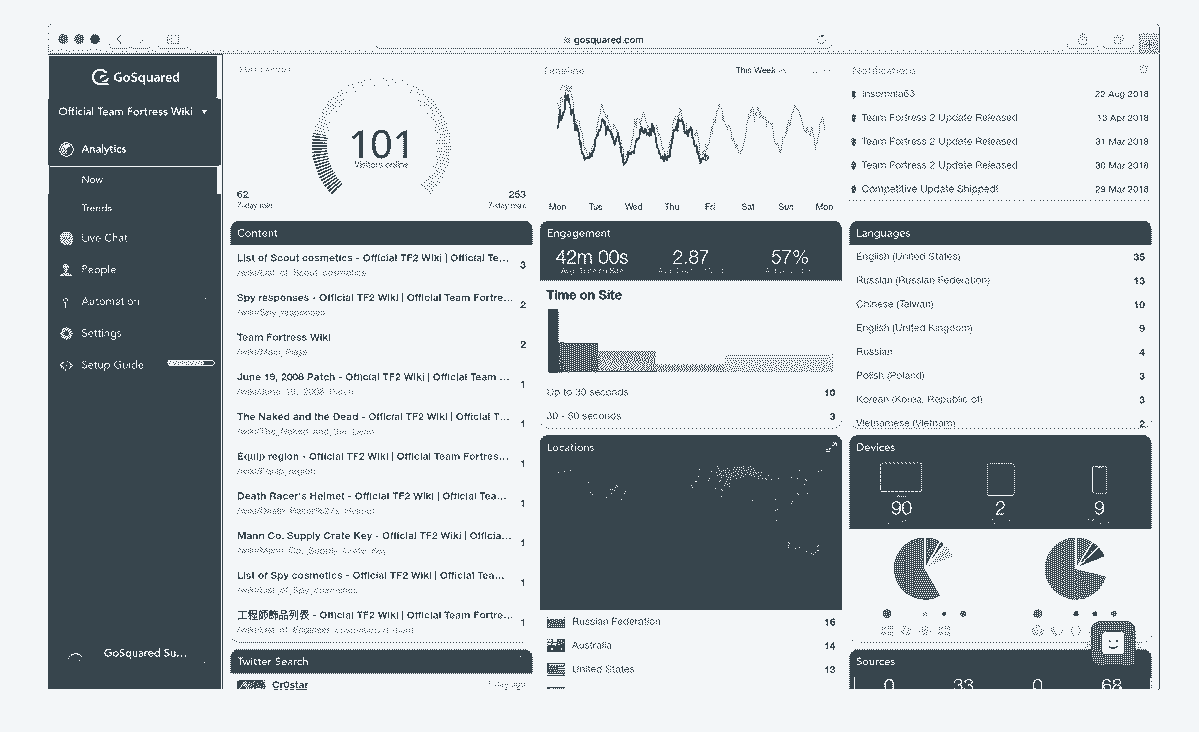 gosquared.com
GoSquared
Official Team Fortress Wiki
Analytics
Now
Trends
Live Chat
People
Automation
Settings
Setup Guide
GoSquared Su...
101
Visitors online
62
7-day min
253
7-day max
Timeline
This Week
Mon Tue Wed Thu Fri Sat Sun Mon
Notifications
Insomnia63 22 Aug 2018
Team Fortress 2 Update Released 13 Apr 2018
Team Fortress 2 Update Released 31 Mar 2018
Team Fortress 2 Update Released 30 Mar 2018
Competitive Update Shipped! 29 Mar 2018
Content
List of Scout cosmetics - Official TF2 Wiki | Official Te... 3
/wiki/List_of_Scout_cosmetics
Spy responses - Official TF2 Wiki | Official Team Fortre... 2
/wiki/Spy_responses
Team Fortress Wiki 2
/wiki/Main_Page
June 19, 2008 Patch - Official TF2 Wiki | Official Team ... 1
/wiki/June_19,_2008_Patch
The Naked and the Dead - Official TF2 Wiki | Official T... 1
/wiki/The_Naked_and_the_Dead
Equip region - Official TF2 Wiki | Official Team Fortres... 1
/wiki/Equip_region
Death Racer's Helmet - Official TF2 Wiki | Official Tea... 1
/wiki/Death_Racer%27s_Helmet
Mann Co. Supply Crate Key - Official TF2 Wiki | Officia... 1
/wiki/Mann_Co._Supply_Crate_Key
List of Spy cosmetics - Official TF2 Wiki | Official Tea... 1
/wiki/List_of_Spy_cosmetics
工程師飾品列表 - Official TF2 Wiki | Official Team Fortre... 1
Twitter Search
Cr0star
Engagement
42m 00s 2.87 57%
Time on Site
Up to 30 seconds 10
30 - 60 seconds 3
Locations
Russian Federation 16
Australia 14
United States 13
Languages
English (United States) 35
Russian (Russian Federation) 13
Chinese (Taiwan) 10
English (United Kingdom) 9
Russian 4
Polish (Poland) 3
Korean (Korea, Republic of) 3
Vietnamese (Vietnam) 2
Devices
90 2 9
Sources
0 33 0 68